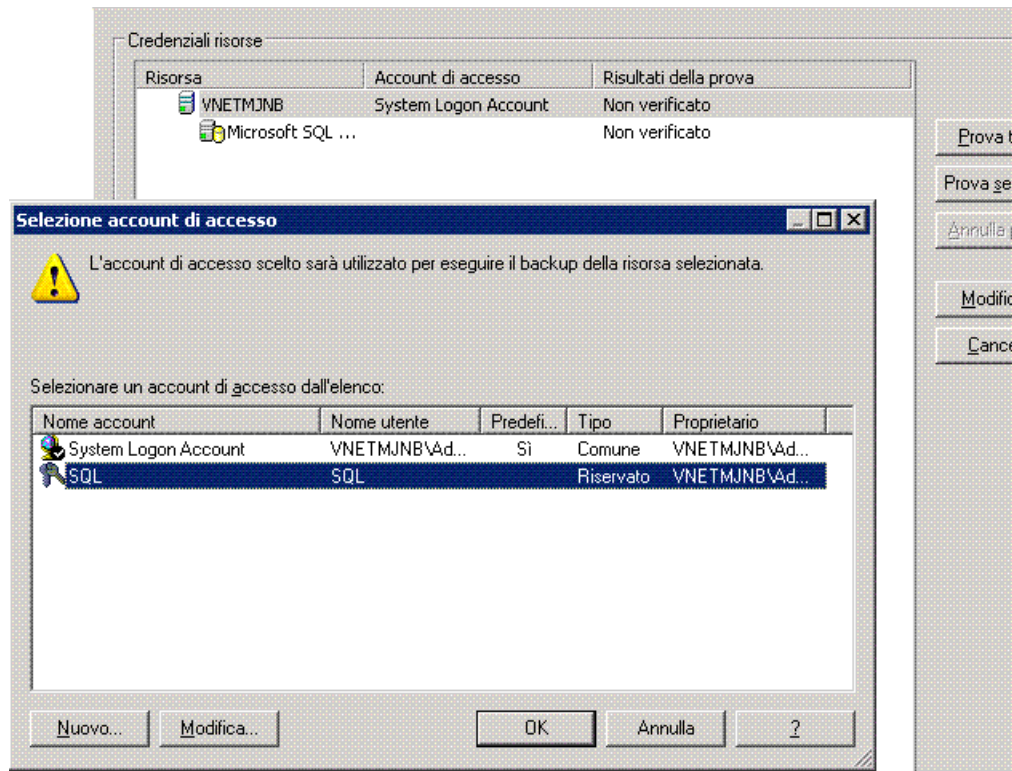 Credenziali risorse
Risorsa Account di accesso Risultati della prova
VNETMJNB System Logon Account Non verificato
Microsoft SQL ... Non verificato
Prova t
Prova se
Annulla p
Modific
Cance
Selezione account di accesso
L'account di accesso scelto sarà utilizzato per eseguire il backup della risorsa selezionata.
Selezionare un account di accesso dall'elenco:
Nome account Nome utente Predefi... Tipo Proprietario
System Logon Account VNETMJNB\Ad... Sì Comune VNETMJNB\Ad...
SQL SQL Riservato VNETMJNB\Ad...
Nuovo... Modifica... OK Annulla ?